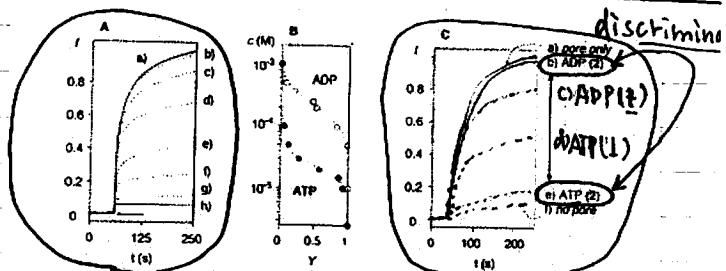 discrimina
A
I
0.8
0.6
0.4
0.2
0
a)
b)
c)
d)
e)
f)
g)
h)
0 125 250
t (s)
B
c (M)
10⁻³
10⁻⁴
10⁻⁵
ADP
ATP
0 0.5 1
Y
C
I
1
0.8
0.6
0.4
0.2
0
a) pore only
b) ADP (2)
c) ADP(1)
d) ATP(1)
e) ATP (2)
f) no pore
0 100 200
t (s)